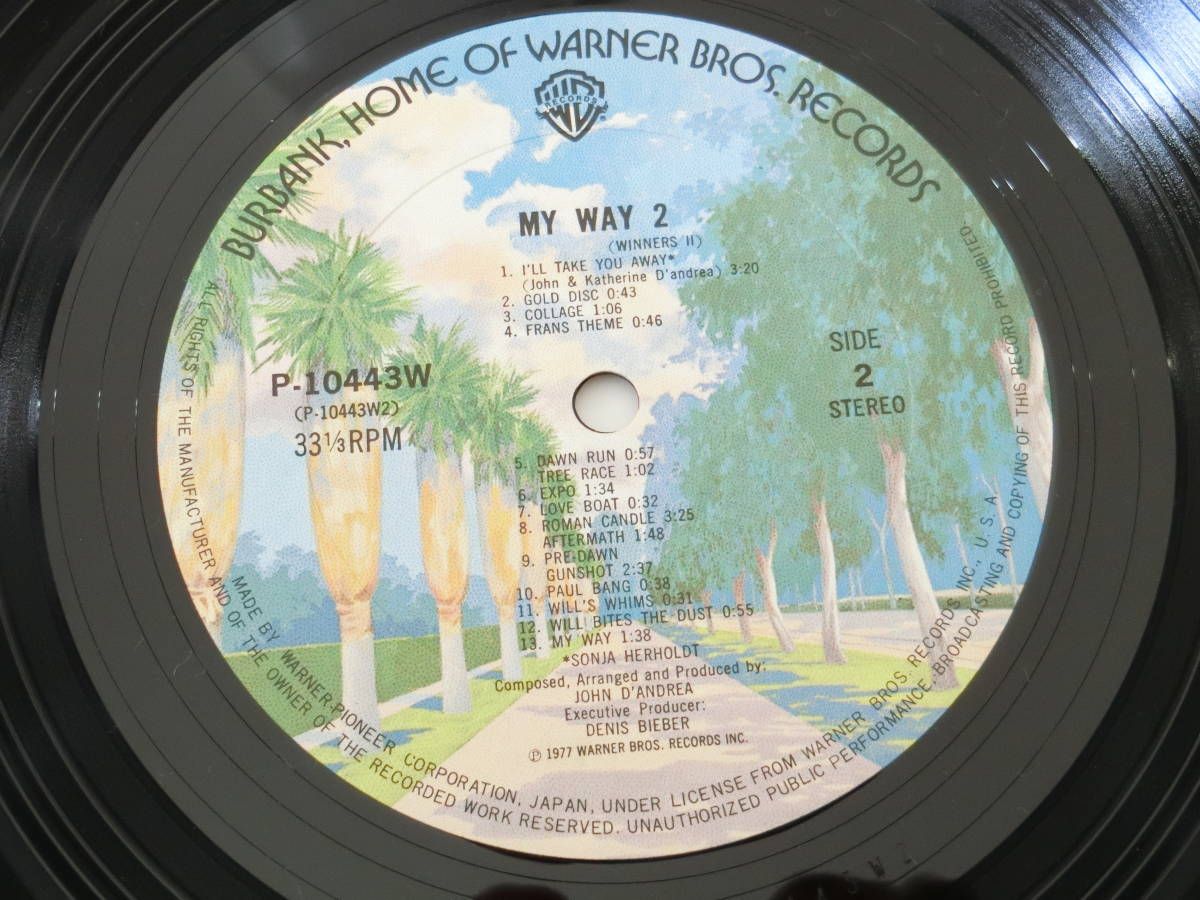 BURBANK, HOME OF WARNER BROS. RECORDS
RECORDS
MY WAY 2
(WINNERS II)
1. I'LL TAKE YOU AWAY*
(John & Katherine D'andrea) 3:20
2. GOLD DISC 0:43
3. COLLAGE 1:06
4. FRANS THEME 0:46
P-10443W
(P-10443W2)
33⅓RPM
SIDE
2
STEREO
5. DAWN RUN 0:57
TREE RACE 1:02
6. EXPO 1:34
7. LOVE BOAT 0:32
8. ROMAN CANDLE 3:25
AFTERMATH 1:48
9. PRE-DAWN
GUNSHOT 2:37
10. PAUL BANG 0:38
11. WILL'S WHIMS 0:31
12. WILL BITES THE DUST 0:55
13. MY WAY 1:38
*SONJA HERHOLDT
Composed, Arranged and Produced by:
JOHN D'ANDREA
Executive Producer:
DENIS BIEBER
Ⓟ 1977 WARNER BROS. RECORDS INC.
MADE BY WARNER-PIONEER CORPORATION, JAPAN, UNDER LICENSE FROM WARNER BROS. RECORDS INC., U.S.A.
ALL RIGHTS OF THE MANUFACTURER AND OF THE OWNER OF THE RECORDED WORK RESERVED. UNAUTHORIZED PUBLIC PERFORMANCE, BROADCASTING AND COPYING OF THIS RECORD PROHIBITED.